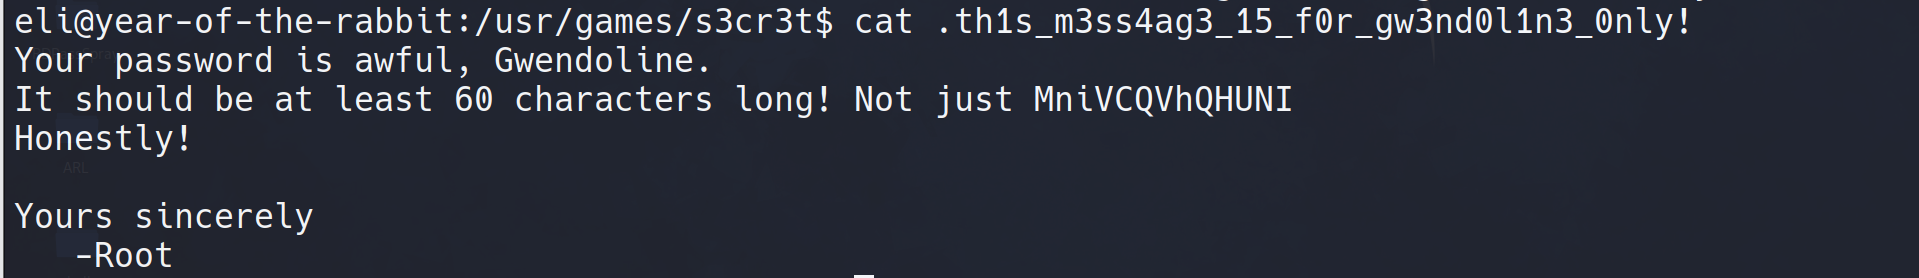 eli@year-of-the-rabbit:/usr/games/s3cr3t$ cat .th1s_m3ss4ag3_15_f0r_gw3nd0l1n3_0nly!
Your password is awful, Gwendoline.
It should be at least 60 characters long! Not just MniVCQVhQHUNI
Honestly!
ARL
Yours sincerely
-Root